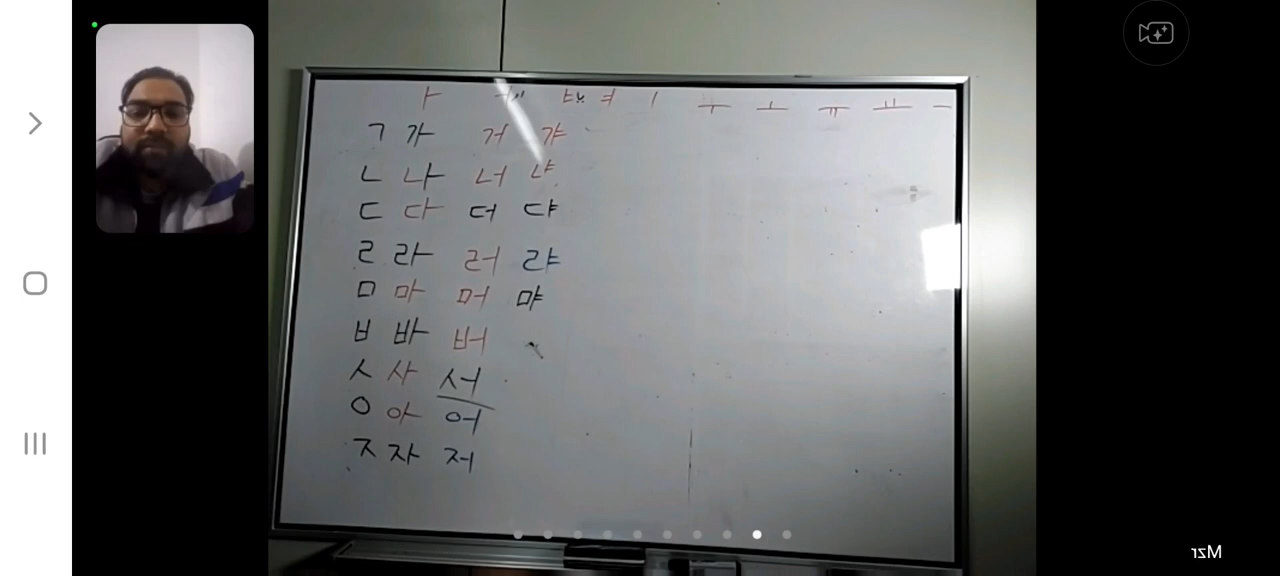 ㅏ ㅓ ㅑ ㅕ ㅣ ㅜ ㅗ ㅠ ㅛ ㅡ
ㄱ 가 거 갸
ㄴ 나 너 냐
ㄷ 다 더 댜
ㄹ 라 러 랴
ㅁ 마 머 먀
ㅂ 바 버
ㅅ 사 서
ㅇ 아 어
ㅈ 자 저
Mzr